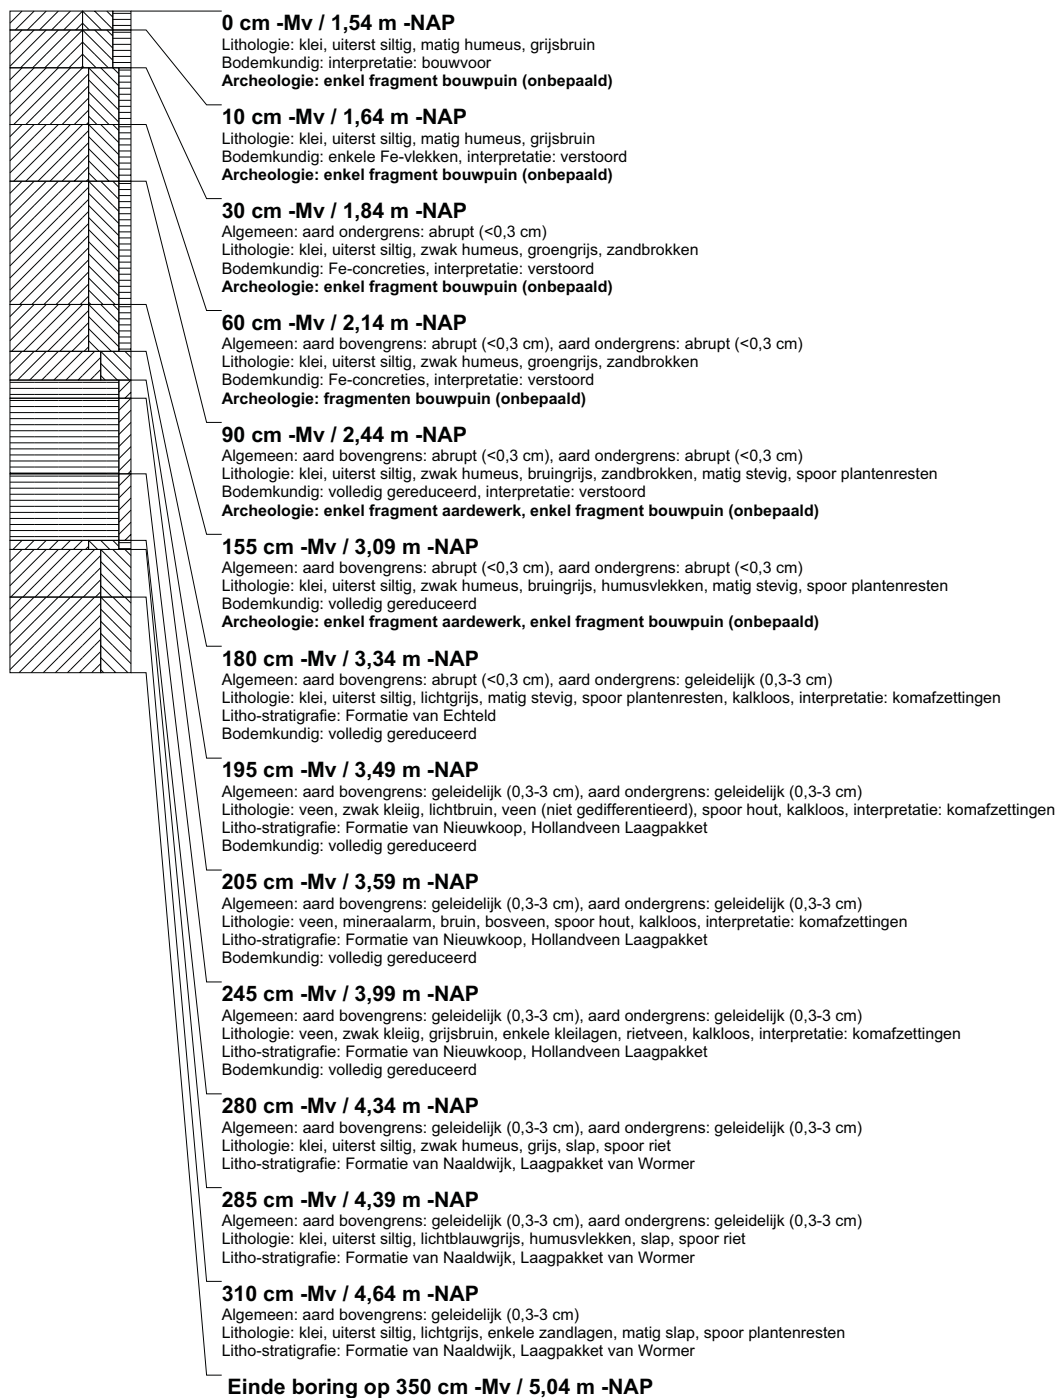 0 cm -Mv / 1,54 m -NAP
Lithologie: klei, uiterst siltig, matig humeus, grijsbruin
Bodemkundig: interpretatie: bouwvoor
Archeologie: enkel fragment bouwpuin (onbepaald)
10 cm -Mv / 1,64 m -NAP
Lithologie: klei, uiterst siltig, matig humeus, grijsbruin
Bodemkundig: enkele Fe-vlekken, interpretatie: verstoord
Archeologie: enkel fragment bouwpuin (onbepaald)
30 cm -Mv / 1,84 m -NAP
Algemeen: aard ondergrens: abrupt (<0,3 cm)
Lithologie: klei, uiterst siltig, zwak humeus, groengrijs, zandbrokken
Bodemkundig: Fe-concreties, interpretatie: verstoord
Archeologie: enkel fragment bouwpuin (onbepaald)
60 cm -Mv / 2,14 m -NAP
Algemeen: aard bovengrens: abrupt (<0,3 cm), aard ondergrens: abrupt (<0,3 cm)
Lithologie: klei, uiterst siltig, zwak humeus, groengrijs, zandbrokken
Bodemkundig: Fe-concreties, interpretatie: verstoord
Archeologie: fragmenten bouwpuin (onbepaald)
90 cm -Mv / 2,44 m -NAP
Algemeen: aard bovengrens: abrupt (<0,3 cm), aard ondergrens: abrupt (<0,3 cm)
Lithologie: klei, uiterst siltig, zwak humeus, bruingrijs, zandbrokken, matig stevig, spoor plantenresten
Bodemkundig: volledig gereduceerd, interpretatie: verstoord
Archeologie: enkel fragment aardewerk, enkel fragment bouwpuin (onbepaald)
155 cm -Mv / 3,09 m -NAP
Algemeen: aard bovengrens: abrupt (<0,3 cm), aard ondergrens: abrupt (<0,3 cm)
Lithologie: klei, uiterst siltig, zwak humeus, bruingrijs, humusvlekken, matig stevig, spoor plantenresten
Bodemkundig: volledig gereduceerd
Archeologie: enkel fragment aardewerk, enkel fragment bouwpuin (onbepaald)
180 cm -Mv / 3,34 m -NAP
Algemeen: aard bovengrens: abrupt (<0,3 cm), aard ondergrens: geleidelijk (0,3-3 cm)
Lithologie: klei, uiterst siltig, lichtgrijs, matig stevig, spoor plantenresten, kalkloos, interpretatie: komafzettingen
Litho-stratigrafie: Formatie van Echteld
Bodemkundig: volledig gereduceerd
195 cm -Mv / 3,49 m -NAP
Algemeen: aard bovengrens: geleidelijk (0,3-3 cm), aard ondergrens: geleidelijk (0,3-3 cm)
Lithologie: veen, zwak kleiig, lichtbruin, veen (niet gedifferentieerd), spoor hout, kalkloos, interpretatie: komafzettingen
Litho-stratigrafie: Formatie van Nieuwkoop, Hollandveen Laagpakket
Bodemkundig: volledig gereduceerd
205 cm -Mv / 3,59 m -NAP
Algemeen: aard bovengrens: geleidelijk (0,3-3 cm), aard ondergrens: geleidelijk (0,3-3 cm)
Lithologie: veen, mineraalarm, bruin, bosveen, spoor hout, kalkloos, interpretatie: komafzettingen
Litho-stratigrafie: Formatie van Nieuwkoop, Hollandveen Laagpakket
Bodemkundig: volledig gereduceerd
245 cm -Mv / 3,99 m -NAP
Algemeen: aard bovengrens: geleidelijk (0,3-3 cm), aard ondergrens: geleidelijk (0,3-3 cm)
Lithologie: veen, zwak kleiig, grijsbruin, enkele kleilagen, rietveen, kalkloos, interpretatie: komafzettingen
Litho-stratigrafie: Formatie van Nieuwkoop, Hollandveen Laagpakket
Bodemkundig: volledig gereduceerd
280 cm -Mv / 4,34 m -NAP
Algemeen: aard bovengrens: geleidelijk (0,3-3 cm), aard ondergrens: geleidelijk (0,3-3 cm)
Lithologie: klei, uiterst siltig, zwak humeus, grijs, slap, spoor riet
Litho-stratigrafie: Formatie van Naaldwijk, Laagpakket van Wormer
285 cm -Mv / 4,39 m -NAP
Algemeen: aard bovengrens: geleidelijk (0,3-3 cm), aard ondergrens: geleidelijk (0,3-3 cm)
Lithologie: klei, uiterst siltig, lichtblauwgrijs, humusvlekken, slap, spoor riet
Litho-stratigrafie: Formatie van Naaldwijk, Laagpakket van Wormer
310 cm -Mv / 4,64 m -NAP
Algemeen: aard bovengrens: geleidelijk (0,3-3 cm)
Lithologie: klei, uiterst siltig, lichtgrijs, enkele zandlagen, matig slap, spoor plantenresten
Litho-stratigrafie: Formatie van Naaldwijk, Laagpakket van Wormer
Einde boring op 350 cm -Mv / 5,04 m -NAP